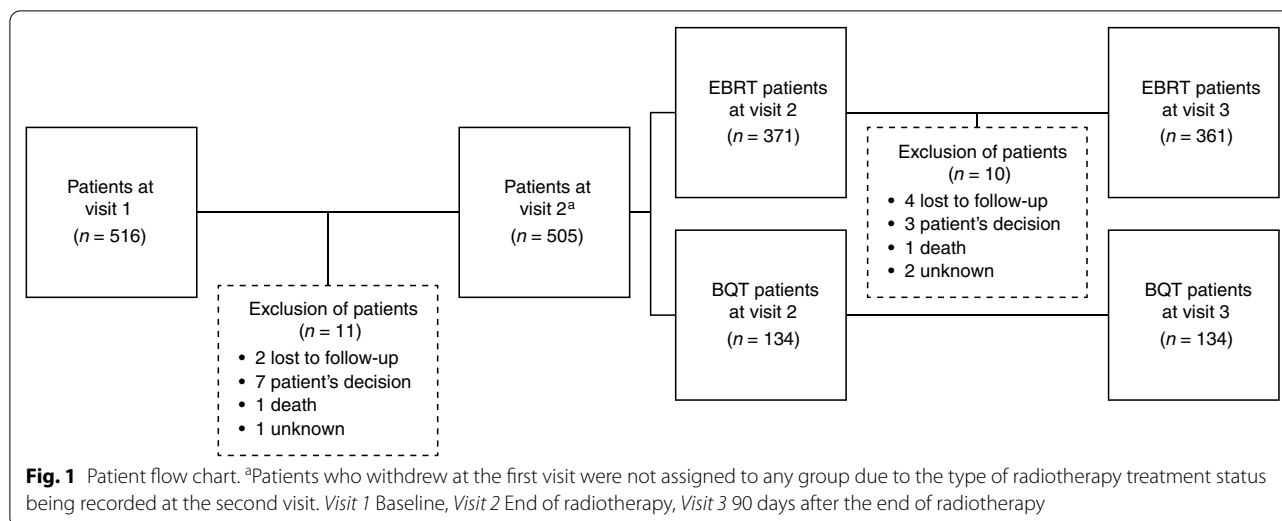 Patients at
visit 1
(n = 516)
Exclusion of patients
(n = 11)
• 2 lost to follow-up
• 7 patient’s decision
• 1 death
• 1 unknown
Patients at
visit 2a
(n = 505)
EBRT patients
at visit 2
(n = 371)
BQT patients
at visit 2
(n = 134)
Exclusion of patients
(n = 10)
• 4 lost to follow-up
• 3 patient’s decision
• 1 death
• 2 unknown
EBRT patients
at visit 3
(n = 361)
BQT patients
at visit 3
(n = 134)
Fig. 1 Patient flow chart. aPatients who withdrew at the first visit were not assigned to any group due to the type of radiotherapy treatment status
being recorded at the second visit. Visit 1 Baseline, Visit 2 End of radiotherapy, Visit 3 90 days after the end of radiotherapy